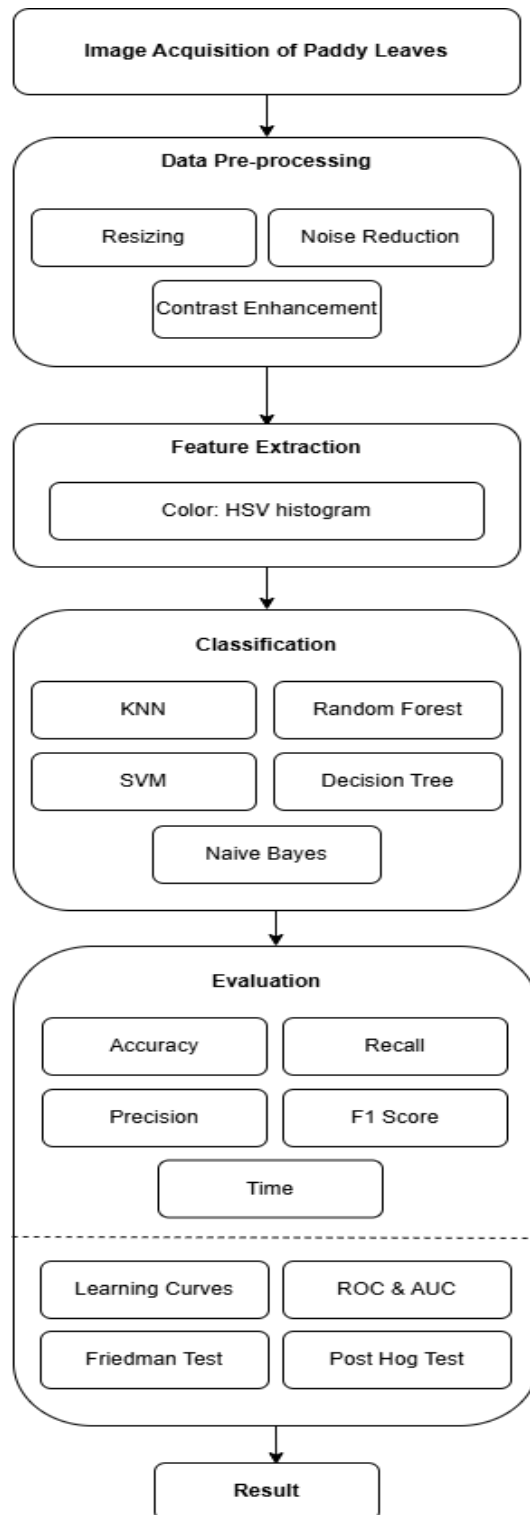 Image Acquisition of Paddy Leaves
Data Pre-processing
Resizing
Noise Reduction
Contrast Enhancement
Feature Extraction
Color: HSV histogram
Classification
KNN
Random Forest
SVM
Decision Tree
Naive Bayes
Evaluation
Accuracy
Recall
Precision
F1 Score
Time
Learning Curves
ROC & AUC
Friedman Test
Post Hog Test
Result